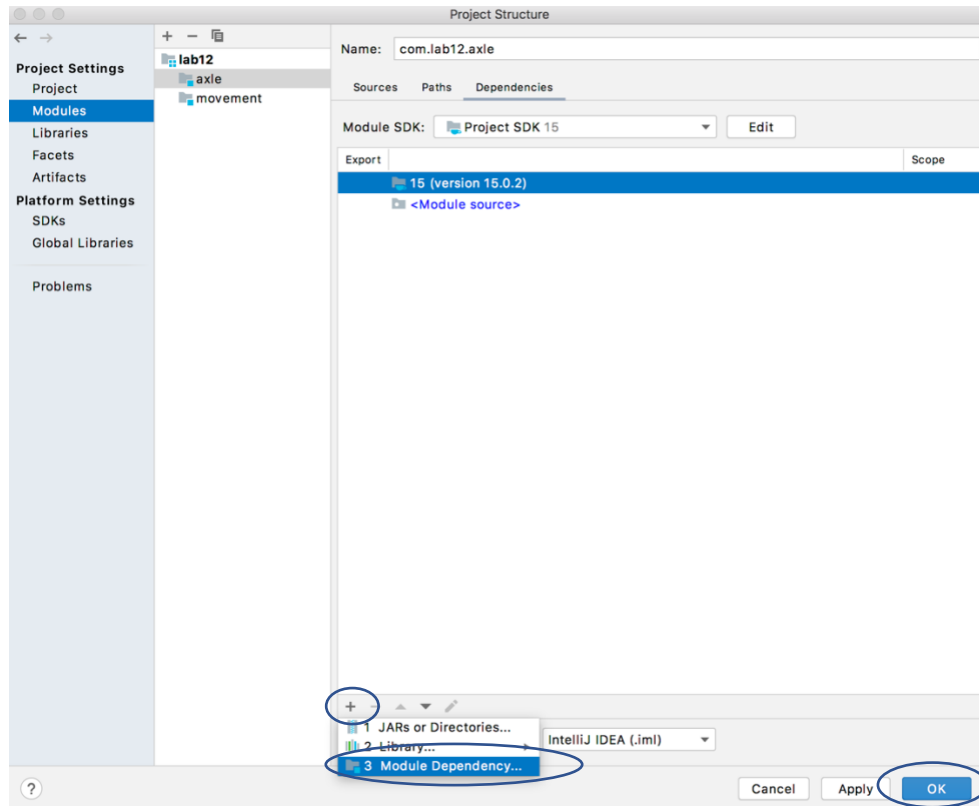 Project Structure
Project Settings
Project
Modules
Libraries
Facets
Artifacts
Platform Settings
SDKs
Global Libraries
Problems
lab12
axle
movement
Name: com.lab12.axle
Sources Paths Dependencies
Module SDK: Project SDK 15 Edit
Export Scope
15 (version 15.0.2)
<Module source>
1 JARs or Directories...
2 Library...
3 Module Dependency...
IntelliJ IDEA (.iml)
? Cancel Apply OK